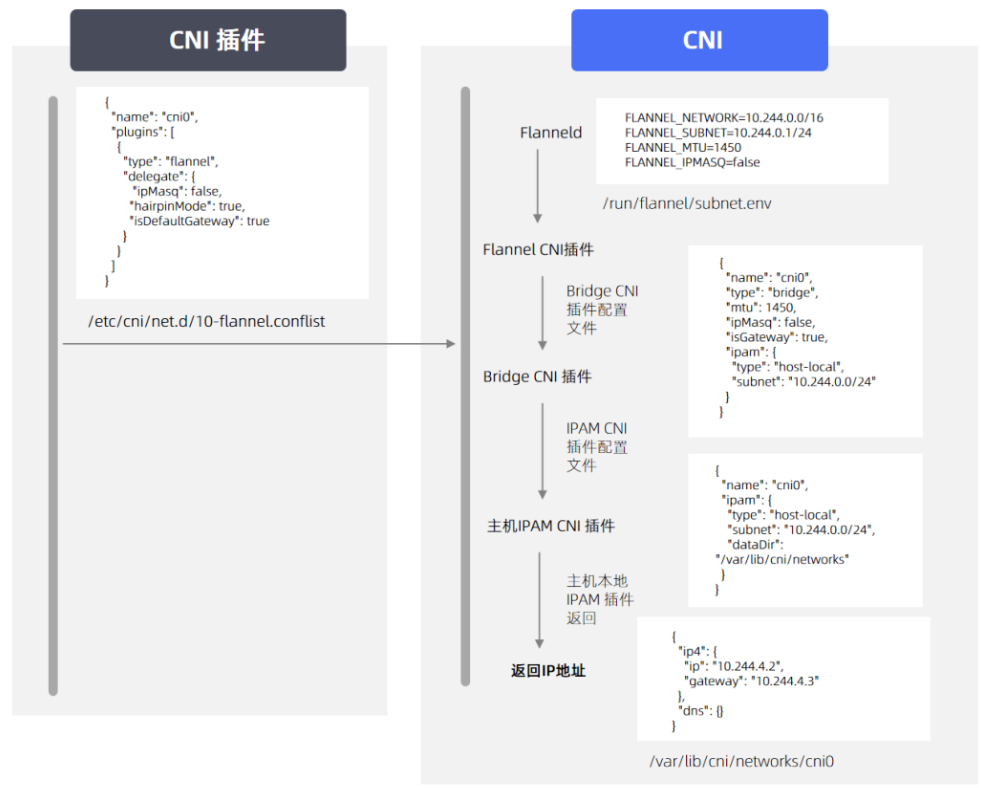 CNI 插件
{
"name": "cni0",
"plugins": [
{
"type": "flannel",
"delegate": {
"ipMasq": false,
"hairpinMode": true,
"isDefaultGateway": true
}
}
]
}
/etc/cni/net.d/10-flannel.conflist
CNI
Flanneld
FLANNEL_NETWORK=10.244.0.0/16
FLANNEL_SUBNET=10.244.0.1/24
FLANNEL_MTU=1450
FLANNEL_IPMASQ=false
/run/flannel/subnet.env
Flannel CNI插件
Bridge CNI
插件配置
文件
{
"name": "cni0",
"type": "bridge",
"mtu": 1450,
"ipMasq": false,
"isGateway": true,
"ipam": {
"type": "host-local",
"subnet": "10.244.0.0/24"
}
}
Bridge CNI 插件
IPAM CNI
插件配置
文件
{
"name": "cni0",
"ipam": {
"type": "host-local",
"subnet": "10.244.0.0/24",
"dataDir":
"/var/lib/cni/networks"
}
}
主机IPAM CNI 插件
主机本地
IPAM 插件
返回
返回IP地址
{
"ip4": {
"ip": "10.244.4.2",
"gateway": "10.244.4.3"
},
"dns": {}
}
/var/lib/cni/networks/cni0